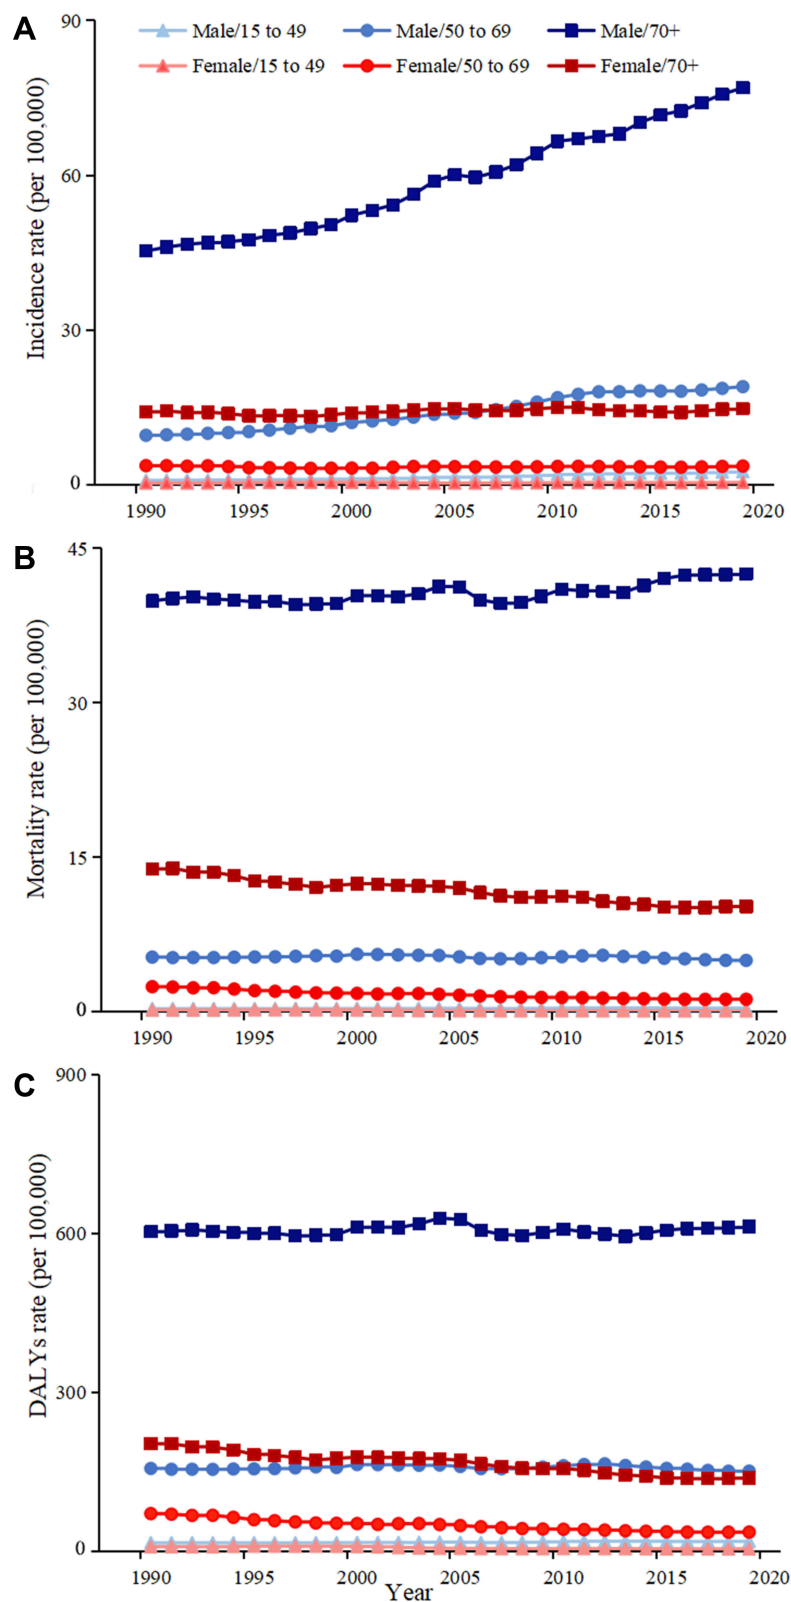 A
Male/15 to 49 Male/50 to 69 Male/70+
Female/15 to 49 Female/50 to 69 Female/70+
Incidence rate (per 100,000)
90
60
30
0
1990 1995 2000 2005 2010 2015 2020
B
Mortality rate (per 100,000)
45
30
15
0
1990 1995 2000 2005 2010 2015 2020
C
DALYs rate (per 100,000)
900
600
300
0
1990 1995 2000 2005 2010 2015 2020
Year